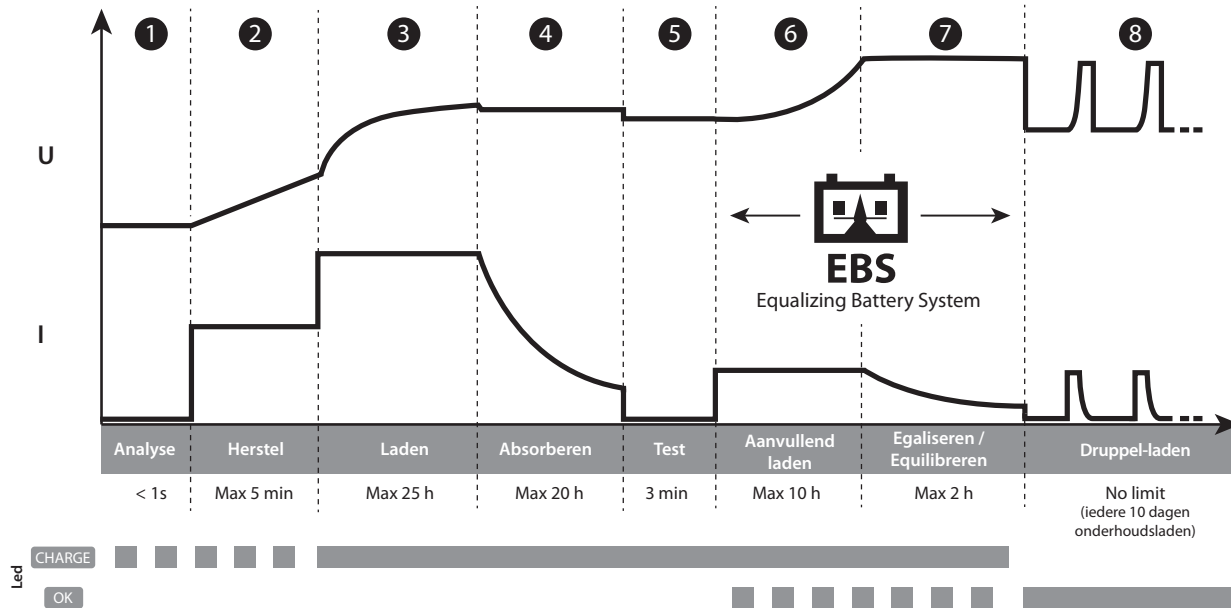 1 2 3 4 5 6 7 8
U
EBS
Equalizing Battery System
I
Analyse Herstel Laden Absorberen Test Aanvullend laden Egaliseren / Equilibreren Druppel-laden
< 1s Max 5 min Max 25 h Max 20 h 3 min Max 10 h Max 2 h No limit
(iedere 10 dagen
onderhoudsladen)
Led
CHARGE
OK